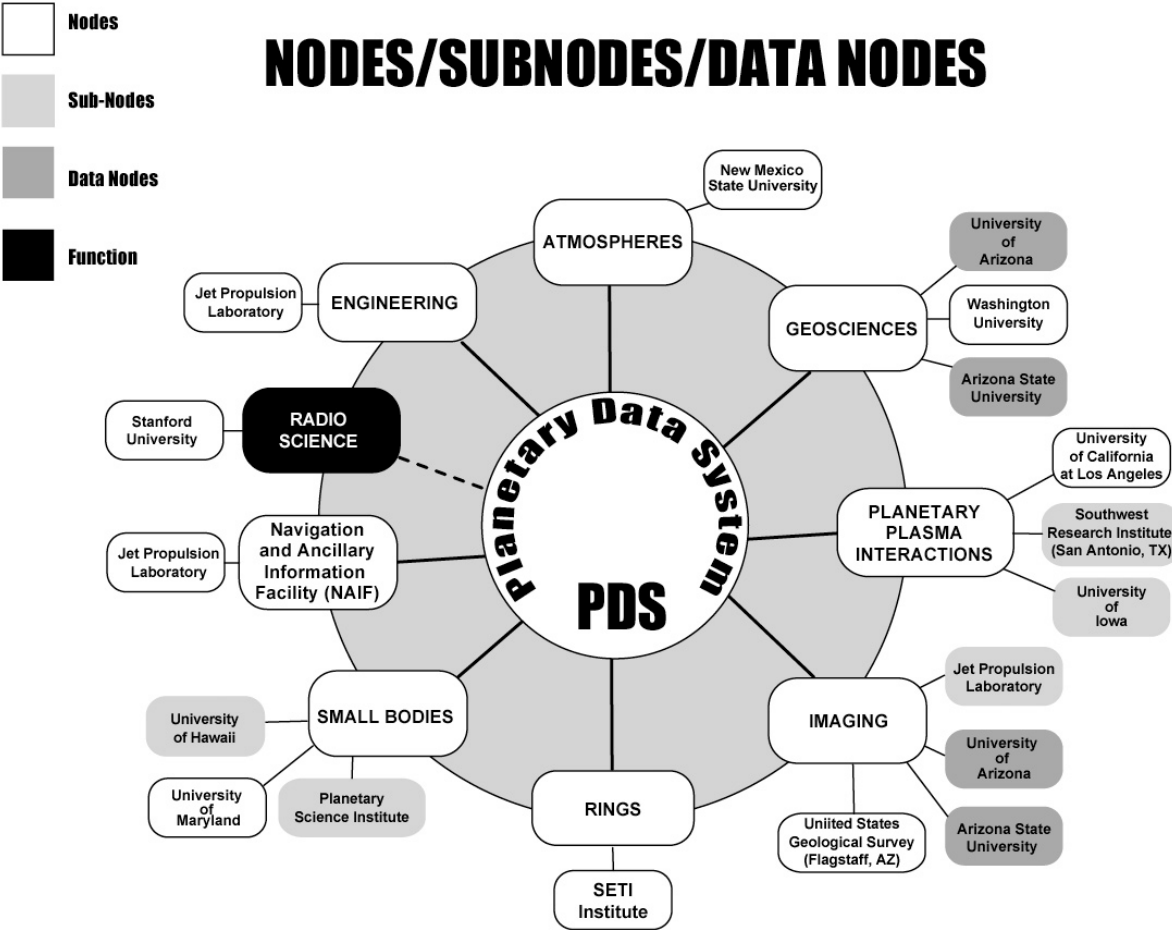 Nodes
Sub-Nodes
Data Nodes
Function
NODES/SUBNODES/DATA NODES
New Mexico
State University
ATMOSPHERES
University
of
Arizona
Washington
University
Arizona State
University
GEOSCIENCES
Jet Propulsion
Laboratory
ENGINEERING
Stanford
University
RADIO
SCIENCE
Planetary Data System
PDS
University
of California
at Los Angeles
Southwest
Research Institute
(San Antonio, TX)
University
of
Iowa
PLANETARY
PLASMA
INTERACTIONS
Jet Propulsion
Laboratory
Navigation
and Ancillary
Information
Facility (NAIF)
Jet Propulsion
Laboratory
University
of
Arizona
Arizona State
University
Uniited States
Geological Survey
(Flagstaff, AZ)
IMAGING
SMALL BODIES
University
of Hawaii
University
of
Maryland
Planetary
Science Institute
RINGS
SETI
Institute